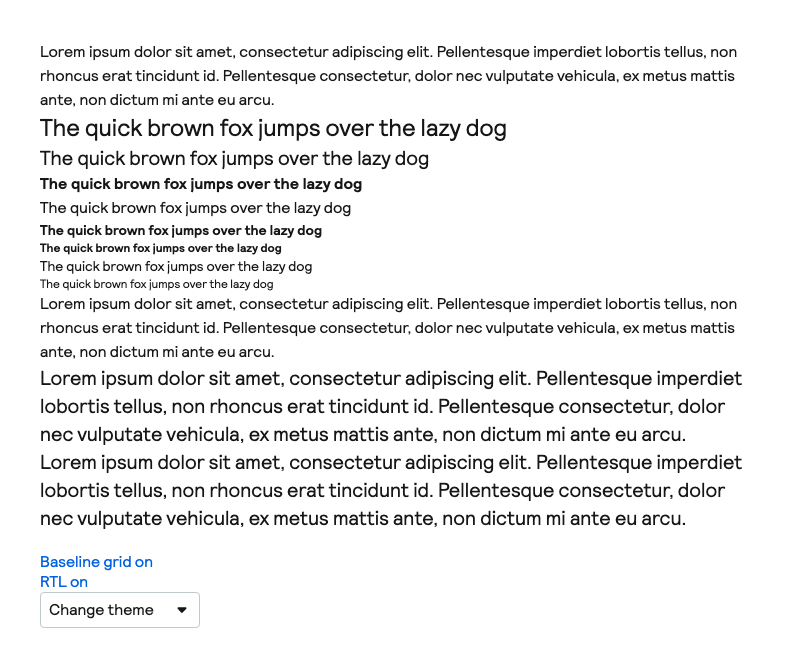 Lorem ipsum dolor sit amet, consectetur adipiscing elit. Pellentesque imperdiet lobortis tellus, non
rhoncus erat tincidunt id. Pellentesque consectetur, dolor nec vulputate vehicula, ex metus mattis
ante, non dictum mi ante eu arcu.
The quick brown fox jumps over the lazy dog
The quick brown fox jumps over the lazy dog
The quick brown fox jumps over the lazy dog
The quick brown fox jumps over the lazy dog
The quick brown fox jumps over the lazy dog
The quick brown fox jumps over the lazy dog
The quick brown fox jumps over the lazy dog
The quick brown fox jumps over the lazy dog
Lorem ipsum dolor sit amet, consectetur adipiscing elit. Pellentesque imperdiet lobortis tellus, non
rhoncus erat tincidunt id. Pellentesque consectetur, dolor nec vulputate vehicula, ex metus mattis
ante, non dictum mi ante eu arcu.
Lorem ipsum dolor sit amet, consectetur adipiscing elit. Pellentesque imperdiet
lobortis tellus, non rhoncus erat tincidunt id. Pellentesque consectetur, dolor
nec vulputate vehicula, ex metus mattis ante, non dictum mi ante eu arcu.
Lorem ipsum dolor sit amet, consectetur adipiscing elit. Pellentesque imperdiet
lobortis tellus, non rhoncus erat tincidunt id. Pellentesque consectetur, dolor
nec vulputate vehicula, ex metus mattis ante, non dictum mi ante eu arcu.
Baseline grid on
RTL on
Change theme